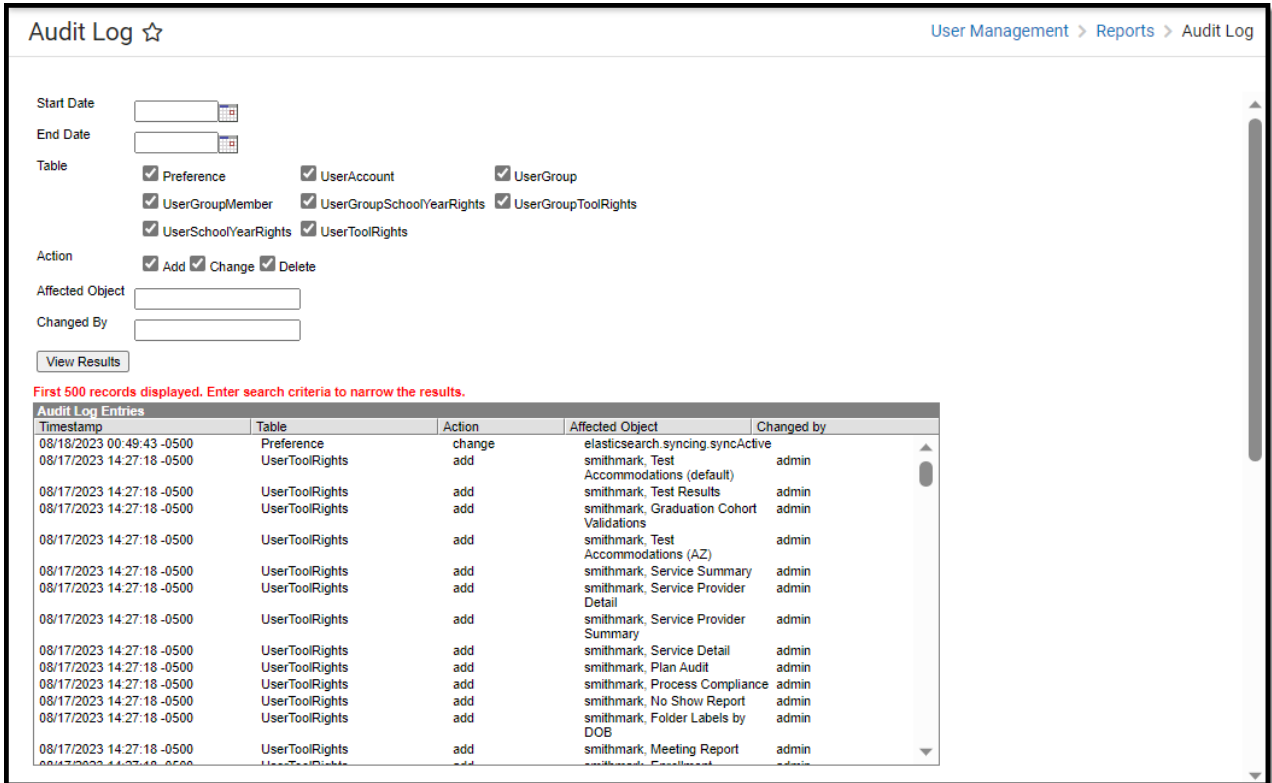 Audit Log
User Management > Reports > Audit Log
Start Date
End Date
Table
Preference UserAccount UserGroup
UserGroupMember UserGroupSchoolYearRights UserGroupToolRights
UserSchoolYearRights UserToolRights
Action Add Change Delete
Affected Object
Changed By
View Results
First 500 records displayed. Enter search criteria to narrow the results.
Audit Log Entries
Timestamp Table Action Affected Object Changed by
08/18/2023 00:49:43 -0500 Preference change elasticsearch.syncing.syncActive
08/17/2023 14:27:18 -0500 UserToolRights add smithmark, Test admin
Accommodations (default)
08/17/2023 14:27:18 -0500 UserToolRights add smithmark, Test Results admin
08/17/2023 14:27:18 -0500 UserToolRights add smithmark, Graduation Cohort admin
Validations
08/17/2023 14:27:18 -0500 UserToolRights add smithmark, Test admin
Accommodations (AZ)
08/17/2023 14:27:18 -0500 UserToolRights add smithmark, Service Summary admin
08/17/2023 14:27:18 -0500 UserToolRights add smithmark, Service Provider admin
Detail
08/17/2023 14:27:18 -0500 UserToolRights add smithmark, Service Provider admin
Summary
08/17/2023 14:27:18 -0500 UserToolRights add smithmark, Service Detail admin
08/17/2023 14:27:18 -0500 UserToolRights add smithmark, Plan Audit admin
08/17/2023 14:27:18 -0500 UserToolRights add smithmark, Process Compliance admin
08/17/2023 14:27:18 -0500 UserToolRights add smithmark, No Show Report admin
08/17/2023 14:27:18 -0500 UserToolRights add smithmark, Folder Labels by admin
DOB
08/17/2023 14:27:18 -0500 UserToolRights add smithmark, Meeting Report admin